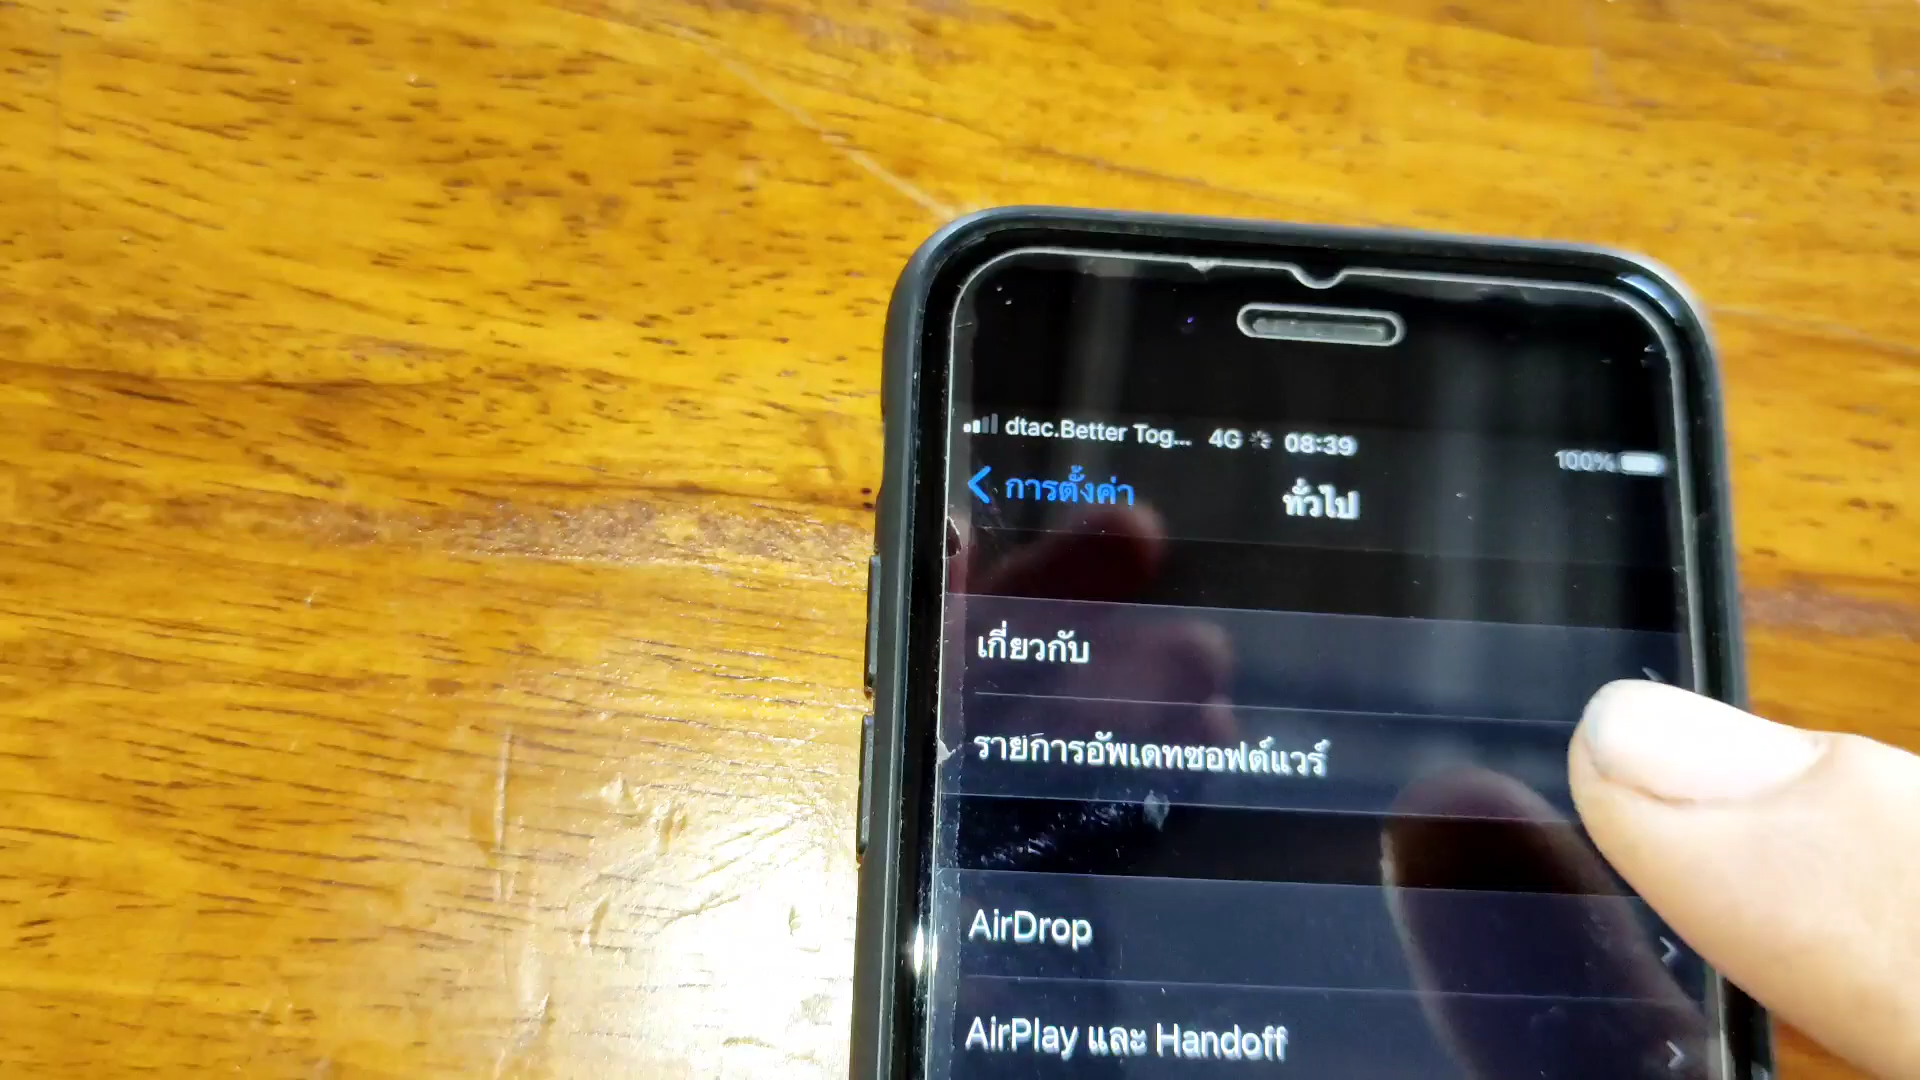 dtac.Better Tog... 4G 08:39 100%
การตั้งค่า ทั่วไป
เกี่ยวกับ
รายการอัพเดทซอฟต์แวร์
AirDrop
AirPlay และ Handoff